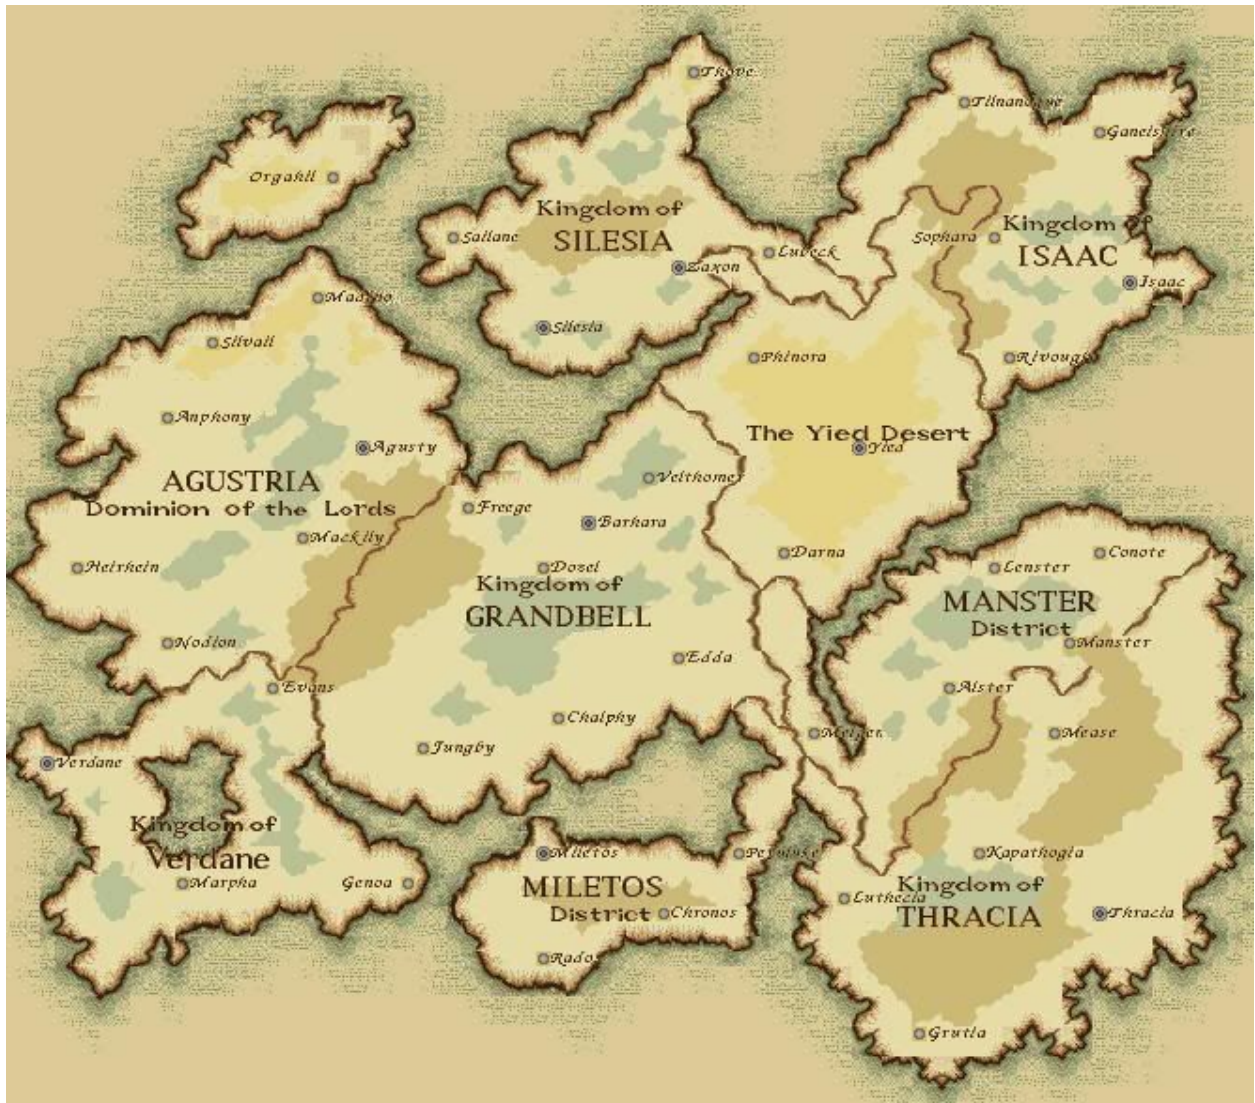 Thove
Tilnanogue
Ganeishire
Orgahil
Kingdom of
SILESIA
Sailane
Zaxon
Lubeck
Sophara
Kingdom of
ISAAC
Isaac
Silesia
Madino
Silvail
Phinora
Rivough
Anphony
Agusty
The Yied Desert
Yied
AGUSTRIA
Dominion of the Lords
Velthomer
Freege
Barhara
Mackily
Darna
Heirhein
Dozel
Kingdom of
GRANDBELL
Lenster
Conote
MANSTER
District
Manster
Nodion
Edda
Evans
Alster
Chalphy
Jungby
Melgen
Mease
Verdane
Kingdom of
Verdane
Marpha
Genoa
Miletos
Perluke
MILETOS
District
Chronos
Rados
Kapathogia
Kingdom of
THRACIA
Luthecia
Thracia
Grutia